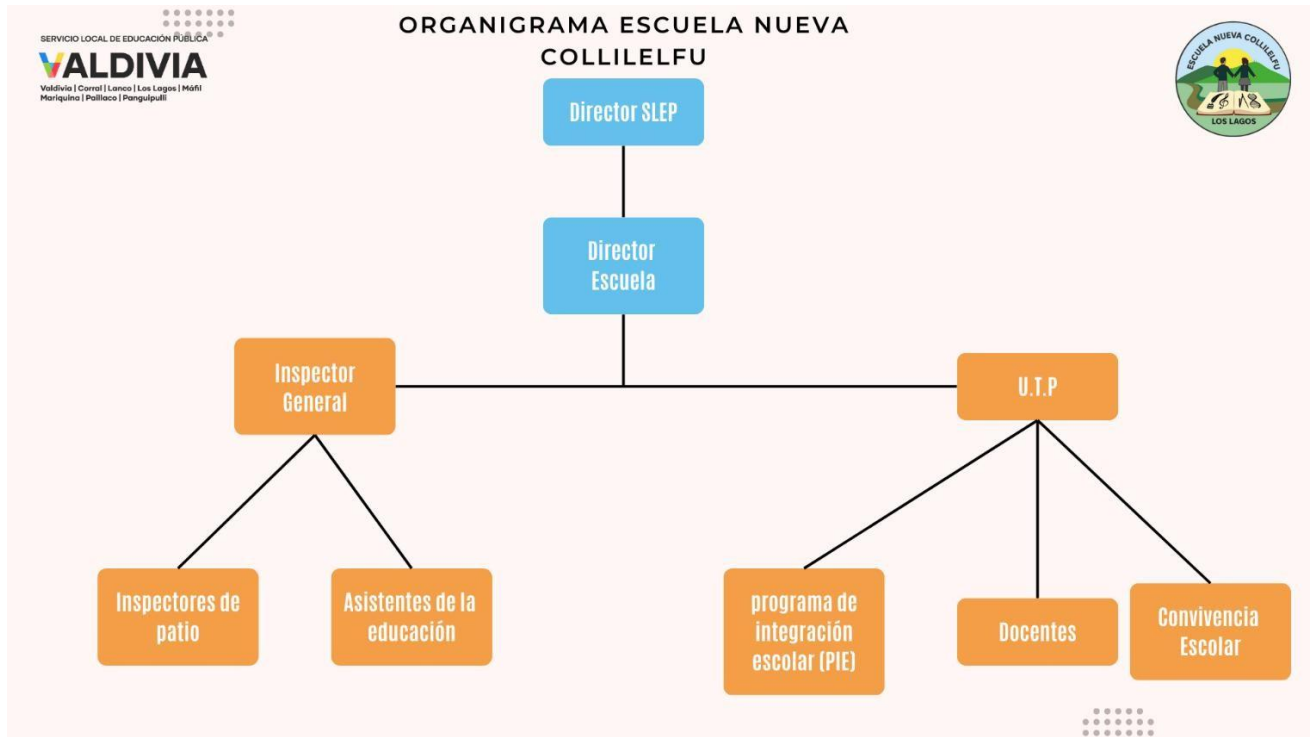 ORGANIGRAMA ESCUELA NUEVA
COLLILELFU
SERVICIO LOCAL DE EDUCACIÓN PÚBLICA
VALDIVIA
Valdivia | Corral | Lanco | Los Lagos | Máfil
Mariquina | Paillaco | Panguipulli
ESCUELA NUEVA COLLILELFU
LOS LAGOS
Director SLEP
Director
Escuela
Inspector
General
U.T.P
Inspectores de
patio
Asistentes de la
educación
programa de
integración
escolar (PIE)
Docentes
Convivencia
Escolar